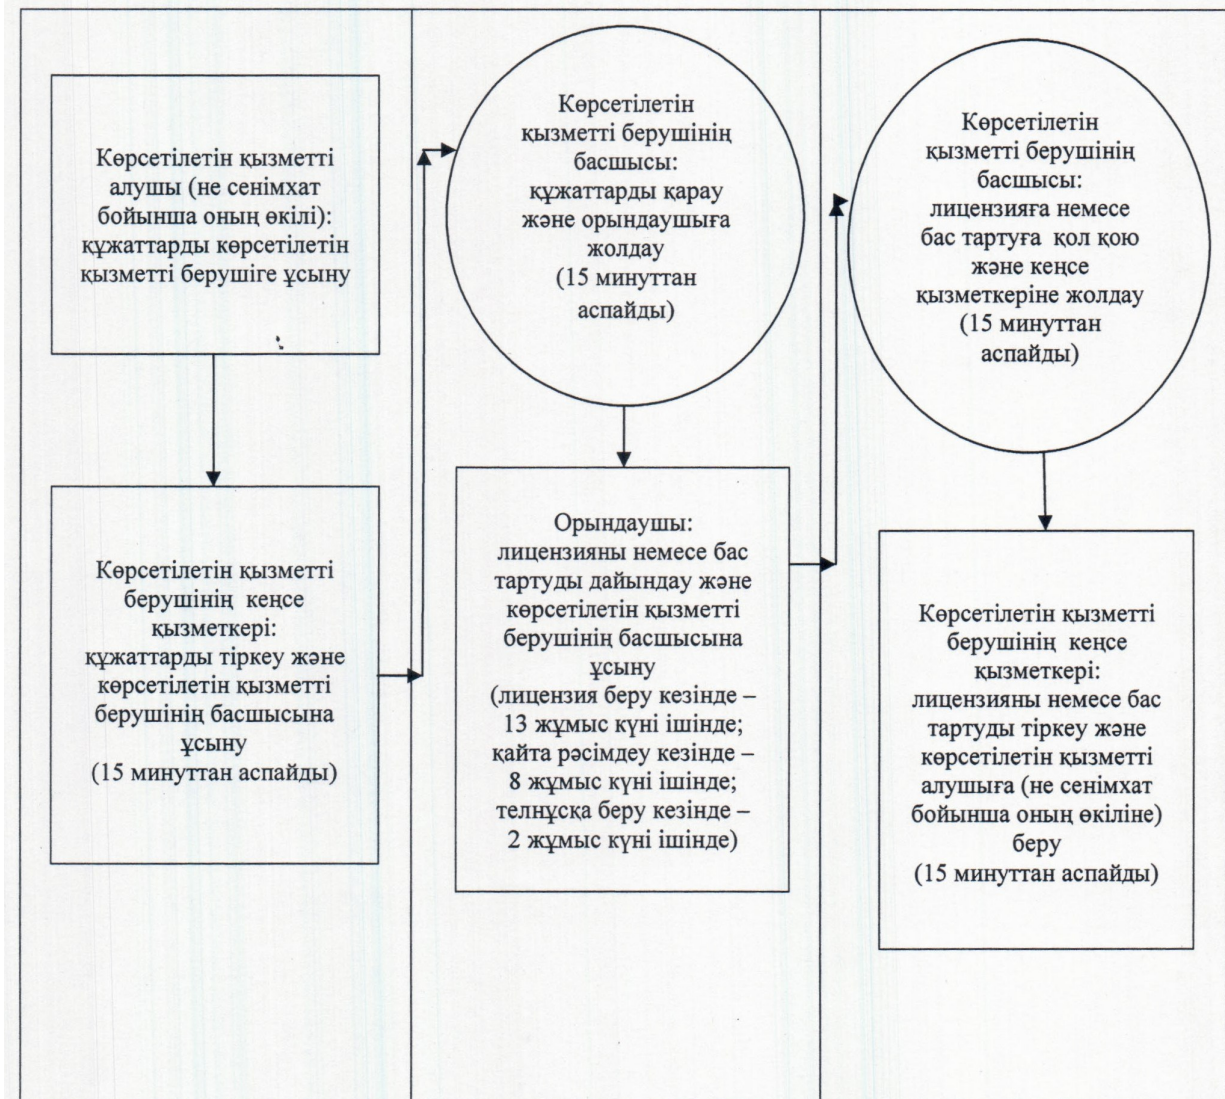 Көрсетілетін қызметті
алушы (не сенімхат
бойынша оның өкілі):
құжаттарды көрсетілетін
қызметті берушіге ұсыну
Көрсетілетін қызметті
берушінің кеңсе
қызметкері:
құжаттарды тіркеу және
көрсетілетін қызметті
берушінің басшысына
ұсыну
(15 минуттан аспайды)
Көрсетілетін
қызметті берушінің
басшысы:
құжаттарды қарау
және орындаушыға
жолдау
(15 минуттан
аспайды)
Орындаушы:
лицензияны немесе бас
тартуды дайындау және
көрсетілетін қызметті
берушінің басшысына
ұсыну
(лицензия беру кезінде –
13 жұмыс күні ішінде;
қайта рәсімдеу кезінде –
8 жұмыс күні ішінде;
телнұсқа беру кезінде –
2 жұмыс күні ішінде)
Көрсетілетін
қызметті берушінің
басшысы:
лицензияға немесе
бас тартуға қол қою
және кеңсе
қызметкеріне жолдау
(15 минуттан
аспайды)
Көрсетілетін қызметті
берушінің кеңсе
қызметкері:
лицензияны немесе бас
тартуды тіркеу және
көрсетілетін қызметті
алушыға (не сенімхат
бойынша оның өкіліне)
беру
(15 минуттан аспайды)